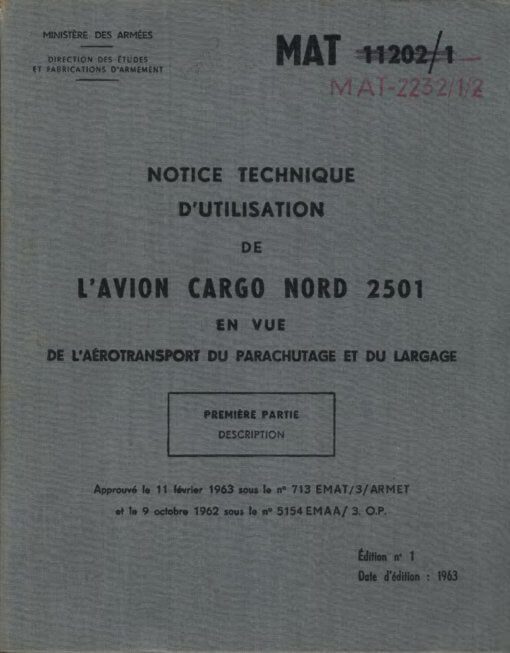 MINISTÈRE DES ARMÉES
DIRECTION DES ÉTUDES
ET FABRICATIONS D'ARMEMENT
MAT 11202/1
MAT-2232/1/2
NOTICE TECHNIQUE
D'UTILISATION
DE
L'AVION CARGO NORD 2501
EN VUE
DE L'AÉROTRANSPORT DU PARACHUTAGE ET DU LARGAGE
PREMIÈRE PARTIE
DESCRIPTION
Approuvé le 11 février 1963 sous le n° 713 EMAT/3/ARMET
et le 9 octobre 1962 sous le n° 5154 EMAA/ 3. O.P.
Édition n° 1
Date d'édition : 1963